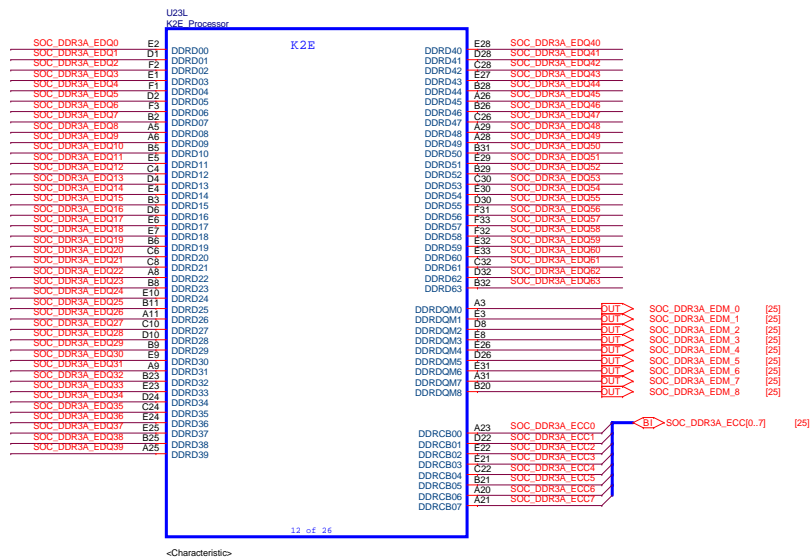 U23L
K2E_Processor
K2E
SOC_DDR3A_EDQ0 E2 DDRD00
SOC_DDR3A_EDQ1 D1 DDRD01
SOC_DDR3A_EDQ2 F2 DDRD02
SOC_DDR3A_EDQ3 E1 DDRD03
SOC_DDR3A_EDQ4 F1 DDRD04
SOC_DDR3A_EDQ5 D2 DDRD05
SOC_DDR3A_EDQ6 F3 DDRD06
SOC_DDR3A_EDQ7 B2 DDRD07
SOC_DDR3A_EDQ8 A5 DDRD08
SOC_DDR3A_EDQ9 A6 DDRD09
SOC_DDR3A_EDQ10 B5 DDRD10
SOC_DDR3A_EDQ11 E5 DDRD11
SOC_DDR3A_EDQ12 C4 DDRD12
SOC_DDR3A_EDQ13 D4 DDRD13
SOC_DDR3A_EDQ14 E4 DDRD14
SOC_DDR3A_EDQ15 B3 DDRD15
SOC_DDR3A_EDQ16 D6 DDRD16
SOC_DDR3A_EDQ17 E6 DDRD17
SOC_DDR3A_EDQ18 E7 DDRD18
SOC_DDR3A_EDQ19 B6 DDRD19
SOC_DDR3A_EDQ20 C6 DDRD20
SOC_DDR3A_EDQ21 C8 DDRD21
SOC_DDR3A_EDQ22 A8 DDRD22
SOC_DDR3A_EDQ23 B8 DDRD23
SOC_DDR3A_EDQ24 E10 DDRD24
SOC_DDR3A_EDQ25 B11 DDRD25
SOC_DDR3A_EDQ26 A11 DDRD26
SOC_DDR3A_EDQ27 C10 DDRD27
SOC_DDR3A_EDQ28 D10 DDRD28
SOC_DDR3A_EDQ29 B9 DDRD29
SOC_DDR3A_EDQ30 E9 DDRD30
SOC_DDR3A_EDQ31 A9 DDRD31
SOC_DDR3A_EDQ32 B23 DDRD32
SOC_DDR3A_EDQ33 E23 DDRD33
SOC_DDR3A_EDQ34 D24 DDRD34
SOC_DDR3A_EDQ35 C24 DDRD35
SOC_DDR3A_EDQ36 E24 DDRD36
SOC_DDR3A_EDQ37 E25 DDRD37
SOC_DDR3A_EDQ38 B25 DDRD38
SOC_DDR3A_EDQ39 A25 DDRD39
DDRD40 E28 SOC_DDR3A_EDQ40
DDRD41 D28 SOC_DDR3A_EDQ41
DDRD42 C28 SOC_DDR3A_EDQ42
DDRD43 E27 SOC_DDR3A_EDQ43
DDRD44 B28 SOC_DDR3A_EDQ44
DDRD45 A26 SOC_DDR3A_EDQ45
DDRD46 B26 SOC_DDR3A_EDQ46
DDRD47 C26 SOC_DDR3A_EDQ47
DDRD48 A29 SOC_DDR3A_EDQ48
DDRD49 A28 SOC_DDR3A_EDQ49
DDRD50 B31 SOC_DDR3A_EDQ50
DDRD51 E29 SOC_DDR3A_EDQ51
DDRD52 B29 SOC_DDR3A_EDQ52
DDRD53 C30 SOC_DDR3A_EDQ53
DDRD54 E30 SOC_DDR3A_EDQ54
DDRD55 D30 SOC_DDR3A_EDQ55
DDRD56 F31 SOC_DDR3A_EDQ56
DDRD57 F33 SOC_DDR3A_EDQ57
DDRD58 F32 SOC_DDR3A_EDQ58
DDRD59 E32 SOC_DDR3A_EDQ59
DDRD60 E33 SOC_DDR3A_EDQ60
DDRD61 C32 SOC_DDR3A_EDQ61
DDRD62 D32 SOC_DDR3A_EDQ62
DDRD63 B32 SOC_DDR3A_EDQ63
DDRDQM0 A3 OUT SOC_DDR3A_EDM_0 [25]
DDRDQM1 E3 OUT SOC_DDR3A_EDM_1 [25]
DDRDQM2 D8 OUT SOC_DDR3A_EDM_2 [25]
DDRDQM3 E8 OUT SOC_DDR3A_EDM_3 [25]
DDRDQM4 E26 OUT SOC_DDR3A_EDM_4 [25]
DDRDQM5 D26 OUT SOC_DDR3A_EDM_5 [25]
DDRDQM6 E31 OUT SOC_DDR3A_EDM_6 [25]
DDRDQM7 A31 OUT SOC_DDR3A_EDM_7 [25]
DDRDQM8 B20 OUT SOC_DDR3A_EDM_8 [25]
BI SOC_DDR3A_ECC[0..7] [25]
DDRCB00 A23 SOC_DDR3A_ECC0
DDRCB01 D22 SOC_DDR3A_ECC1
DDRCB02 E22 SOC_DDR3A_ECC2
DDRCB03 E21 SOC_DDR3A_ECC3
DDRCB04 C22 SOC_DDR3A_ECC4
DDRCB05 B21 SOC_DDR3A_ECC5
DDRCB06 A20 SOC_DDR3A_ECC6
DDRCB07 A21 SOC_DDR3A_ECC7
12 of 26
<Characteristic>